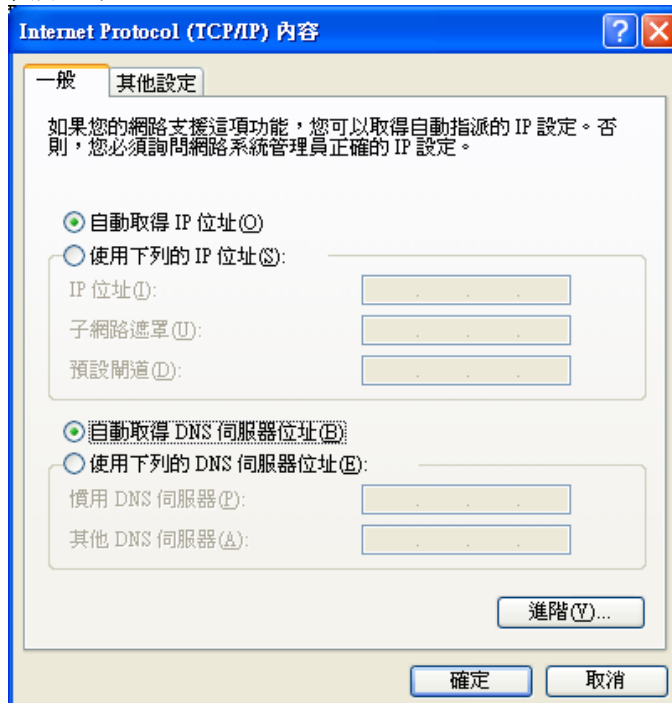 Internet Protocol (TCP/IP) 內容
一般
其他設定
如果您的網路支援這項功能，您可以取得自動指派的 IP 設定。否
則，您必須詢問網路系統管理員正確的 IP 設定。
自動取得 IP 位址(O)
使用下列的 IP 位址(S):
IP 位址(I):
子網路遮罩(U):
預設閘道(D):
自動取得 DNS 伺服器位址(B)
使用下列的 DNS 伺服器位址(E):
慣用 DNS 伺服器(P):
其他 DNS 伺服器(A):
進階(V)...
確定
取消